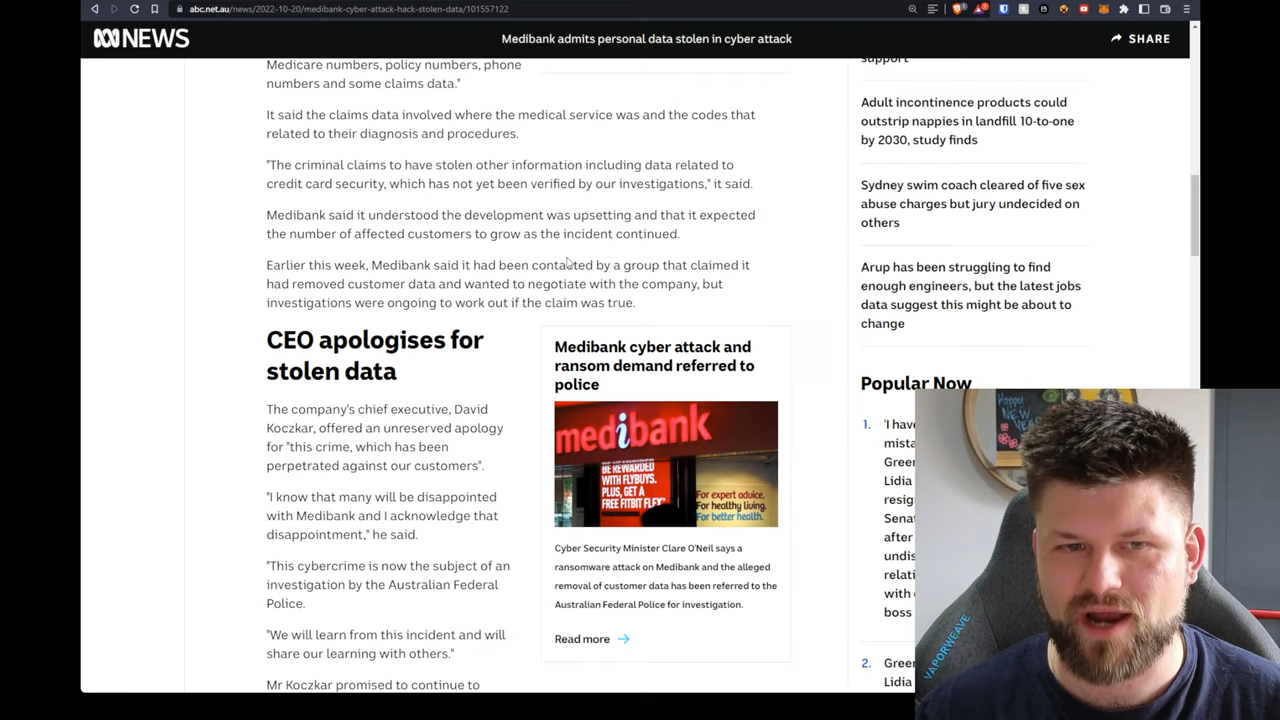 abc.net.au/news/2022-10-20/medibank-cyber-attack-hack-stolen-data/101557122
NEWS
Medibank admits personal data stolen in cyber attack
SHARE
Medicare numbers, policy numbers, phone
numbers and some claims data."
It said the claims data involved where the medical service was and the codes that
related to their diagnosis and procedures.
"The criminal claims to have stolen other information including data related to
credit card security, which has not yet been verified by our investigations," it said.
Medibank said it understood the development was upsetting and that it expected
the number of affected customers to grow as the incident continued.
Earlier this week, Medibank said it had been contacted by a group that claimed it
had removed customer data and wanted to negotiate with the company, but
investigations were ongoing to work out if the claim was true.
CEO apologises for
stolen data
The company's chief executive, David
Koczkar, offered an unreserved apology
for "this crime, which has been
perpetrated against our customers".
"I know that many will be disappointed
with Medibank and I acknowledge that
disappointment," he said.
"This cybercrime is now the subject of an
investigation by the Australian Federal
Police.
"We will learn from this incident and will
share our learning with others."
Mr Koczkar promised to continue to
Medibank cyber attack and
ransom demand referred to
police
medibank
BE REWARDED
WITH FLYBUYS.
PLUS, GET A
FREE FITBIT FLEX
For expert advice.
For healthy living.
For better health.
Cyber Security Minister Clare O'Neil says a
ransomware attack on Medibank and the alleged
removal of customer data has been referred to the
Australian Federal Police for investigation.
Read more
support
Adult incontinence products could
outstrip nappies in landfill 10-to-one
by 2030, study finds
Sydney swim coach cleared of five sex
abuse charges but jury undecided on
others
Arup has been struggling to find
enough engineers, but the latest jobs
data suggest this might be about to
change
Popular Now
1. 'I have
mista
Green
Lidia
resig
Senat
after
undis
relati
with
boss
2. Green
Lidia
Happy
NEW
YEAR
VAPORWEAVE